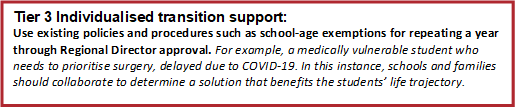 Tier 3 Individualised transition support:
Use existing policies and procedures such as school-age exemptions for repeating a year
through Regional Director approval. For example, a medically vulnerable student who
needs to prioritise surgery, delayed due to COVID-19. In this instance, schools and families
should collaborate to determine a solution that benefits the students' life trajectory.